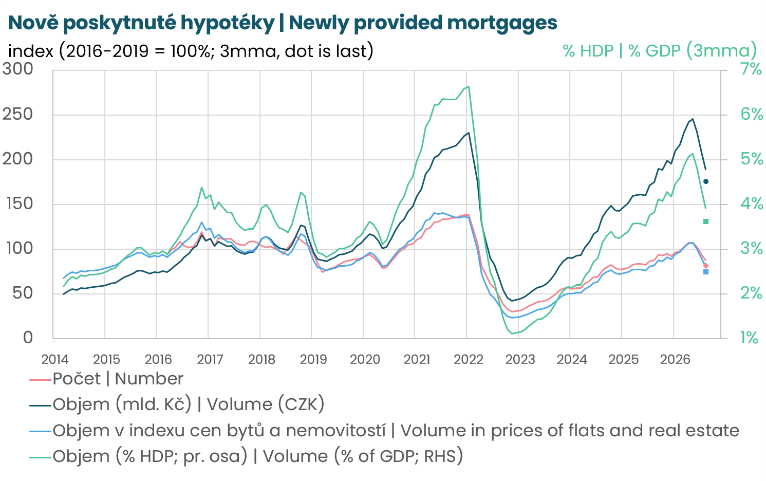 Nově poskytnuté hypotéky | Newly provided mortgages
index (2016-2019 = 100%; 3mma, dot is last)
% HDP | % GDP (3mma)
300 7%
250 6%
200 5%
150 4%
100 3%
50 2%
0 1%
2014 2015 2016 2017 2018 2019 2020 2021 2022 2023 2024 2025 2026
Počet | Number
Objem (mld. Kč) | Volume (CZK)
Objem v indexu cen bytů a nemovitostí | Volume in prices of flats and real estate
Objem (% HDP; pr. osa) | Volume (% of GDP; RHS)